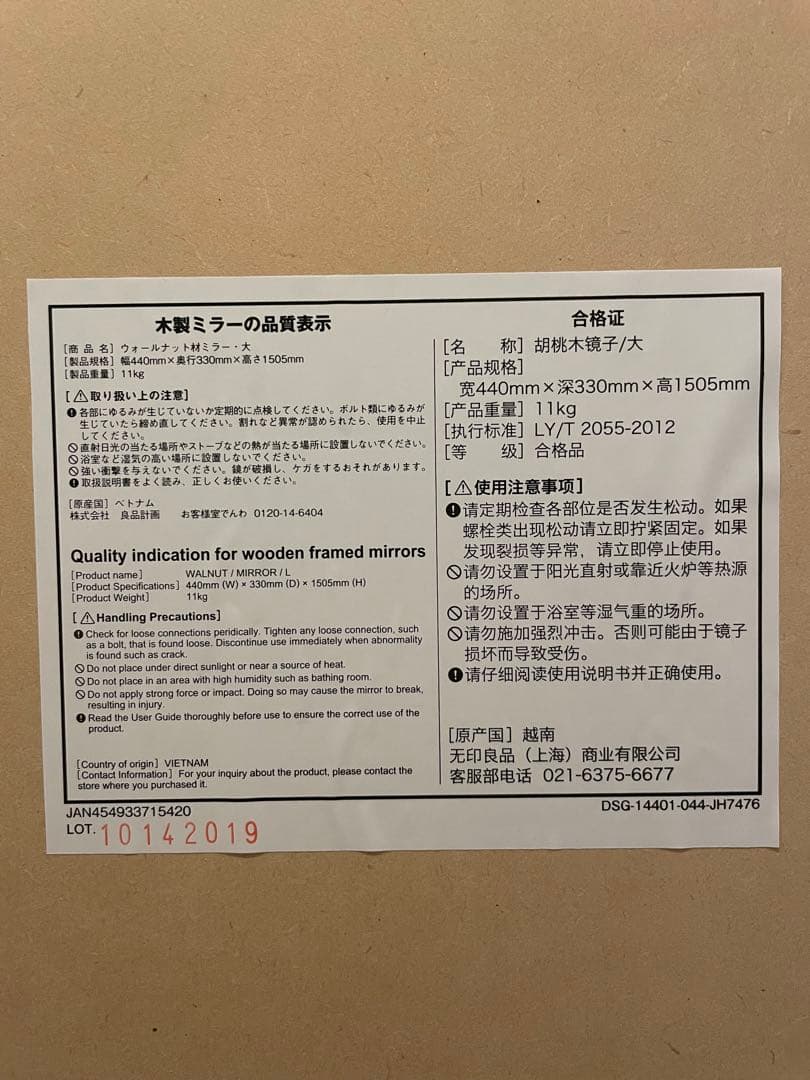 木製ミラーの品質表示
[商 品 名] ウォールナット材ミラー・大
[製品規格] 幅440mm×奥行330mm×高さ1505mm
[製品重量] 11kg
[⚠取り扱い上の注意]
各部にゆるみが生じていないか定期的に点検してください。ボルト類にゆるみが
生じていたら締め直してください。割れなど異常が認められたら、使用を中止
してください。
直射日光の当たる場所やストーブなどの熱が当たる場所に設置しないでください。
浴室など湿気の高い場所に設置しないでください。
強い衝撃を与えないでください。鏡が破損し、ケガをするおそれがあります。
取扱説明書をよく読み、正しくお使いください。
[原産国] ベトナム
株式会社 良品計画 お客様室でんわ 0120-14-6404
Quality indication for wooden framed mirrors
[Product name] WALNUT / MIRROR / L
[Product Specifications] 440mm (W) × 330mm (D) × 1505mm (H)
[Product Weight] 11kg
[⚠Handling Precautions]
Check for loose connections peridically. Tighten any loose connection, such
as a bolt, that is found loose. Discontinue use immediately when abnormality
is found such as crack.
Do not place under direct sunlight or near a source of heat.
Do not place in an area with high humidity such as bathing room.
Do not apply strong force or impact. Doing so may cause the mirror to break,
resulting in injury.
Read the User Guide thoroughly before use to ensure the correct use of the
product.
[Country of origin] VIETNAM
[Contact Information] For your inquiry about the product, please contact the
store where you purchased it.
合格证
[名 称] 胡桃木镜子/大
[产品规格]
宽440mm×深330mm×高1505mm
[产品重量] 11kg
[执行标准] LY/T 2055-2012
[等 级] 合格品
[⚠使用注意事项]
请定期检查各部位是否发生松动。如果
螺栓类出现松动请立即拧紧固定。如果
发现裂损等异常，请立即停止使用。
请勿设置于阳光直射或靠近火炉等热源
的场所。
请勿设置于浴室等湿气重的场所。
请勿施加强烈冲击。否则可能由于镜子
损坏而导致受伤。
请仔细阅读使用说明书并正确使用。
[原产国] 越南
无印良品（上海）商业有限公司
客服部电话 021-6375-6677
JAN454933715420
DSG-14401-044-JH7476
LOT. 10142019